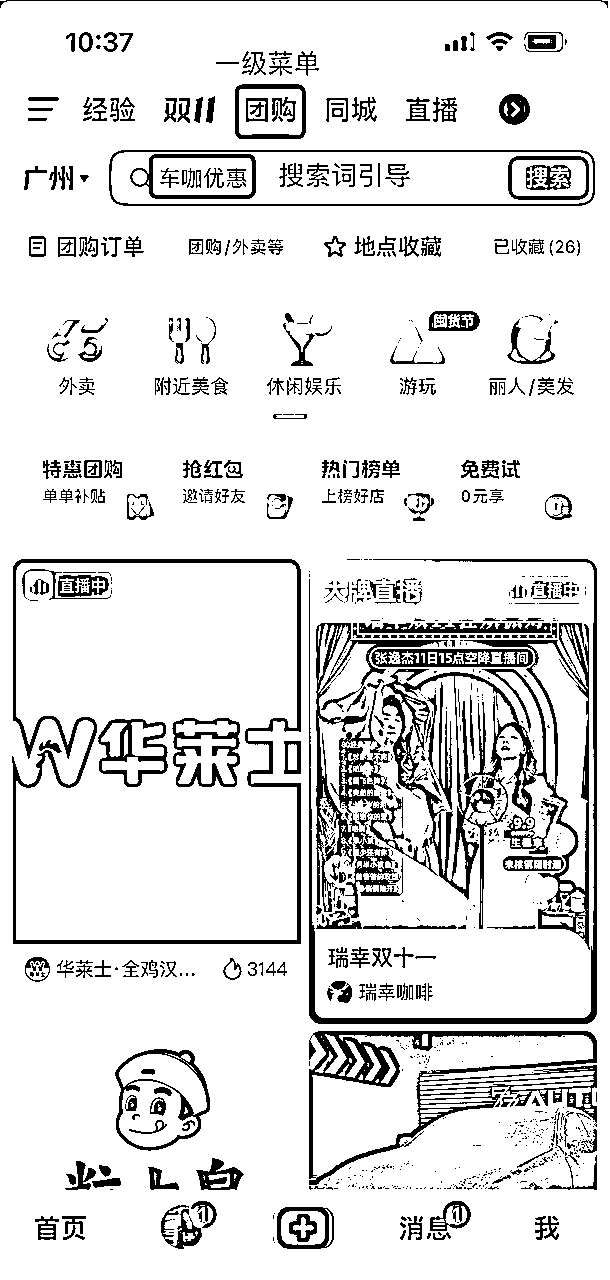 10:37
一级菜单
经验 双11 团购 同城 直播
广州 车咖优惠 搜索词引导 搜索
团购订单 团购/外卖等 地点收藏 已收藏 (26)
囤货节
外卖 附近美食 休闲娱乐 游玩 丽人/美发
特惠团购 抢红包 热门榜单 免费试
单单补贴 邀请好友 上榜好店 0元享
直播中
大牌直播 直播中
张逸杰11日15点空降直播间
华莱士
9.9
瑞幸双十一
华莱士·全鸡汉... 3144
瑞幸咖啡
首页 1 消息 1 我